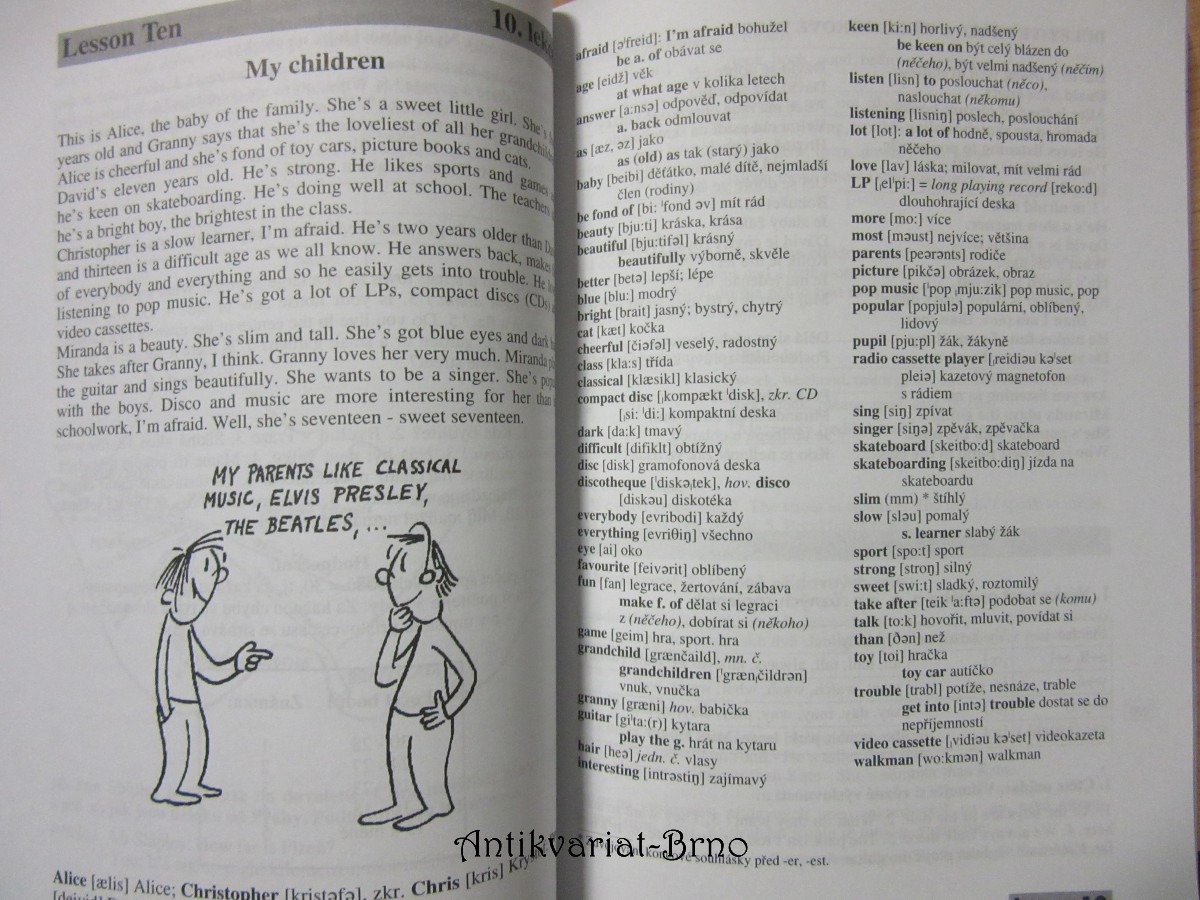 Lesson Ten
10. lek
My children
This is Alice, the baby of the family. She's a sweet little girl. She's
years old and Granny says that she's the loveliest of all her grandchildre
Alice is cheerful and she's fond of toy cars, picture books and cats.
David's eleven years old. He's strong. He likes sports and games
he's keen on skateboarding. He's doing well at school. The teachers
he's a bright boy, the brightest in the class.
Christopher is a slow learner, I'm afraid. He's two years older than Da
and thirteen is a difficult age as we all know. He answers back, makes
of everybody and everything and so he easily gets into trouble. He
listening to pop music. He's got a lot of LPs, compact discs (CDs)
video cassettes.
Miranda is a beauty. She's slim and tall. She's got blue eyes and dark
She takes after Granny, I think. Granny loves her very much. Miranda
the guitar and sings beautifully. She wants to be a singer. She's pop
with the boys. Disco and music are more interesting for her than
schoolwork, I'm afraid. Well, she's seventeen - sweet seventeen.
MY PARENTS LIKE CLASSICAL
MUSIC, ELVIS PRESLEY,
THE BEATLES, ...
Alice [ælis] Alice; Christopher [kristəfə], zkr. Chris [kris]
afraid [əˈfreid]: I'm afraid bohužel
be a. of obávat se
age [eidž] věk
at what age v kolika letech
answer [a:nsə] odpověď, odpovídat
a. back odmlouvat
as [æz, əz] jako
as (old) as tak (starý) jako
baby [beibi] děťátko, malé dítě, nejmladší
člen (rodiny)
be fond of [bi: ˈfond əv] mít rád
beauty [bju:ti] kráska, krása
beautiful [bju:tifəl] krásný
beautifully výborně, skvěle
better [betə] lepší; lépe
blue [blu:] modrý
bright [brait] jasný; bystrý, chytrý
cat [kæt] kočka
cheerful [čiəfəl] veselý, radostný
class [kla:s] třída
classical [klæsikl] klasický
compact disc [ˌkompækt ˈdisk], zkr. CD
[ˌsi: ˈdi:] kompaktní deska
dark [da:k] tmavý
difficult [difiklt] obtížný
disc [disk] gramofonová deska
discotheque [ˈdiskəˌtek], hov. disco
[diskəu] diskotéka
everybody [evribodi] každý
everything [evriθiŋ] všechno
eye [ai] oko
favourite [feivərit] oblíbený
fun [fan] legrace, žertování, zábava
make f. of dělat si legraci
z (něčeho), dobírat si (někoho)
game [geim] hra, sport. hra
grandchild [grænčaild], mn. č.
grandchildren [ˈgrænˌčildrən]
vnuk, vnučka
granny [græni] hov. babička
guitar [giˈta:(r)] kytara
play the g. hrát na kytaru
hair [heə] jedn. č. vlasy
interesting [intrəstiŋ] zajímavý
keen [ki:n] horlivý, nadšený
be keen on být celý blázen do
(něčeho), být velmi nadšený (něčím)
listen [lisn] to poslouchat (něco),
naslouchat (někomu)
listening [lisniŋ] poslech, poslouchání
lot [lot]: a lot of hodně, spousta, hromada
něčeho
love [lav] láska; milovat, mít velmi rád
LP [ˌelˈpi:] = long playing record [reko:d]
dlouhohrající deska
more [mo:] více
most [məust] nejvíce; většina
parents [peərənts] rodiče
picture [pikčə] obrázek, obraz
pop music [ˈpop ˌmju:zik] pop music, pop
popular [popjulə] populární, oblíbený,
lidový
pupil [pju:pl] žák, žákyně
radio cassette player [ˌreidiəu kəˈset
pleiə] kazetový magnetofon
s rádiem
sing [siŋ] zpívat
singer [siŋə] zpěvák, zpěvačka
skateboard [skeitbo:d] skateboard
skateboarding [skeitbo:diŋ] jízda na
skateboardu
slim (mm) * štíhlý
slow [sləu] pomalý
s. learner slabý žák
sport [spo:t] sport
strong [stroŋ] silný
sweet [swi:t] sladký, roztomilý
take after [teik ˈa:ftə] podobat se (komu)
talk [to:k] hovořit, mluvit, povídat si
than [ðən] než
toy [toi] hračka
toy car autíčko
trouble [trabl] potíže, nesnáze, trable
get into [intə] trouble dostat se do
nepříjemností
video cassette [ˌvidiəu kəˈset] videokazeta
walkman [wo:kmən] walkman
souhlásky před -er, -est.
Antikvariat-Brno